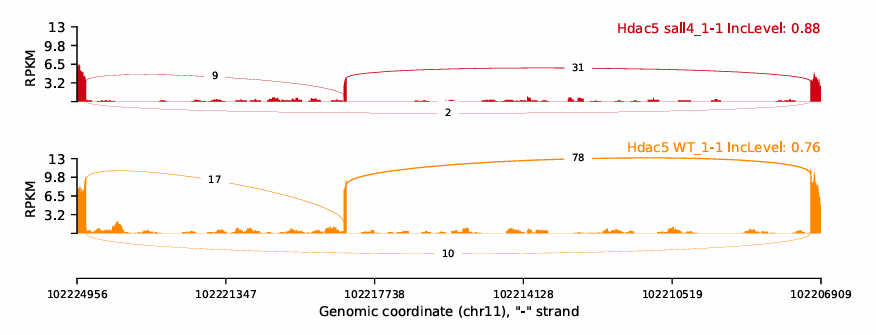 Hdac5 sall4_1-1 IncLevel: 0.88
13
9.8
6.5
3.2
RPKM
9
31
2
Hdac5 WT_1-1 IncLevel: 0.76
13
9.8
6.5
3.2
RPKM
17
78
10
102224956 102221347 102217738 102214128 102210519 102206909
Genomic coordinate (chr11), "-" strand